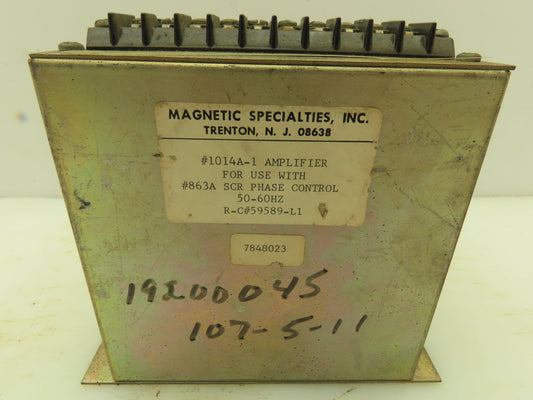 MAGNETIC SPECIALTIES, INC.
TRENTON, N. J. 08638
#1014A-1 AMPLIFIER
FOR USE WITH
#863A SCR PHASE CONTROL
50-60HZ
R-C#59589-L1
7848023
19200045
107-5-11